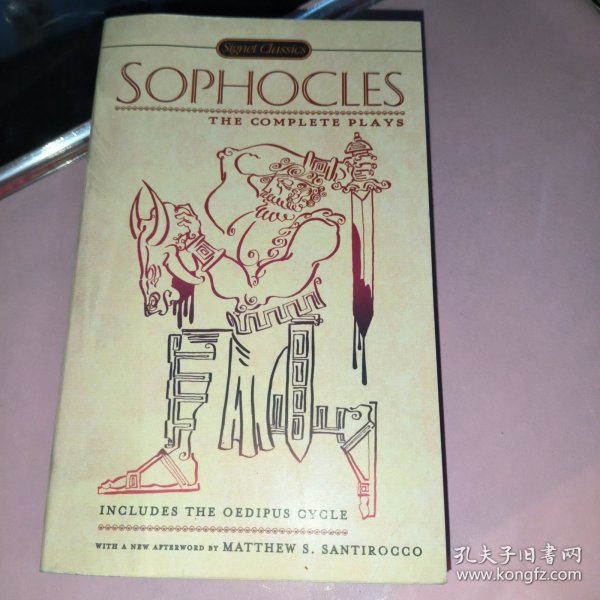 Signet Classics
SOPHOCLES
THE COMPLETE PLAYS
INCLUDES THE OEDIPUS CYCLE
WITH A NEW AFTERWORD BY MATTHEW S. SANTIROCCO
孔夫子旧书网
www.kongfz.com